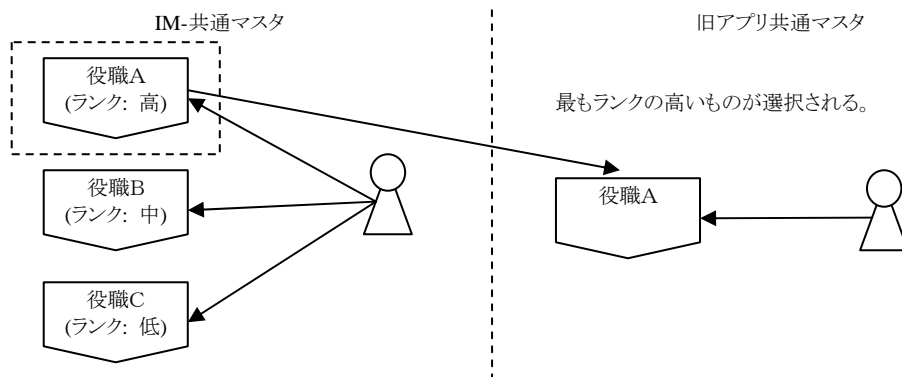 IM-共通マスタ
旧アプリ共通マスタ
役職A
(ランク: 高)
最もランクの高いものが選択される。
役職B
(ランク: 中)
役職A
役職C
(ランク: 低)